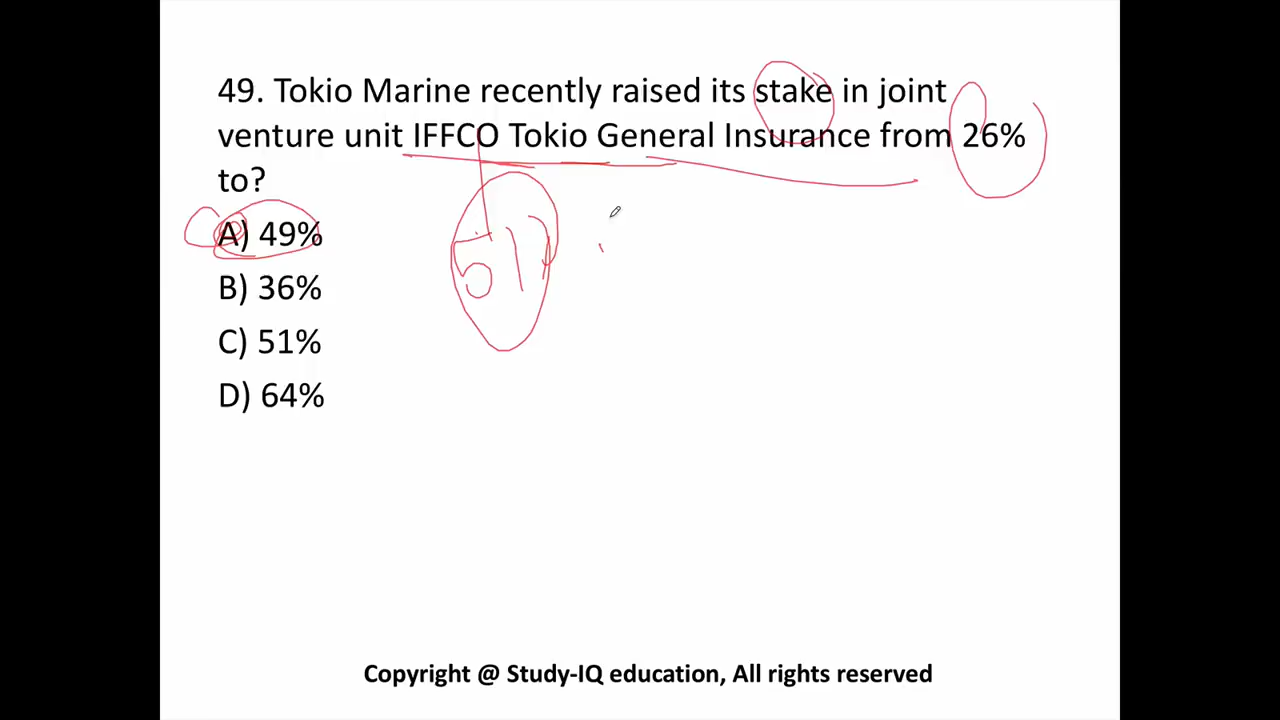 49. Tokio Marine recently raised its stake in joint
venture unit IFFCO Tokio General Insurance from 26%
to?
A) 49%
51
B) 36%
C) 51%
D) 64%
Copyright @ Study-IQ education, All rights reserved